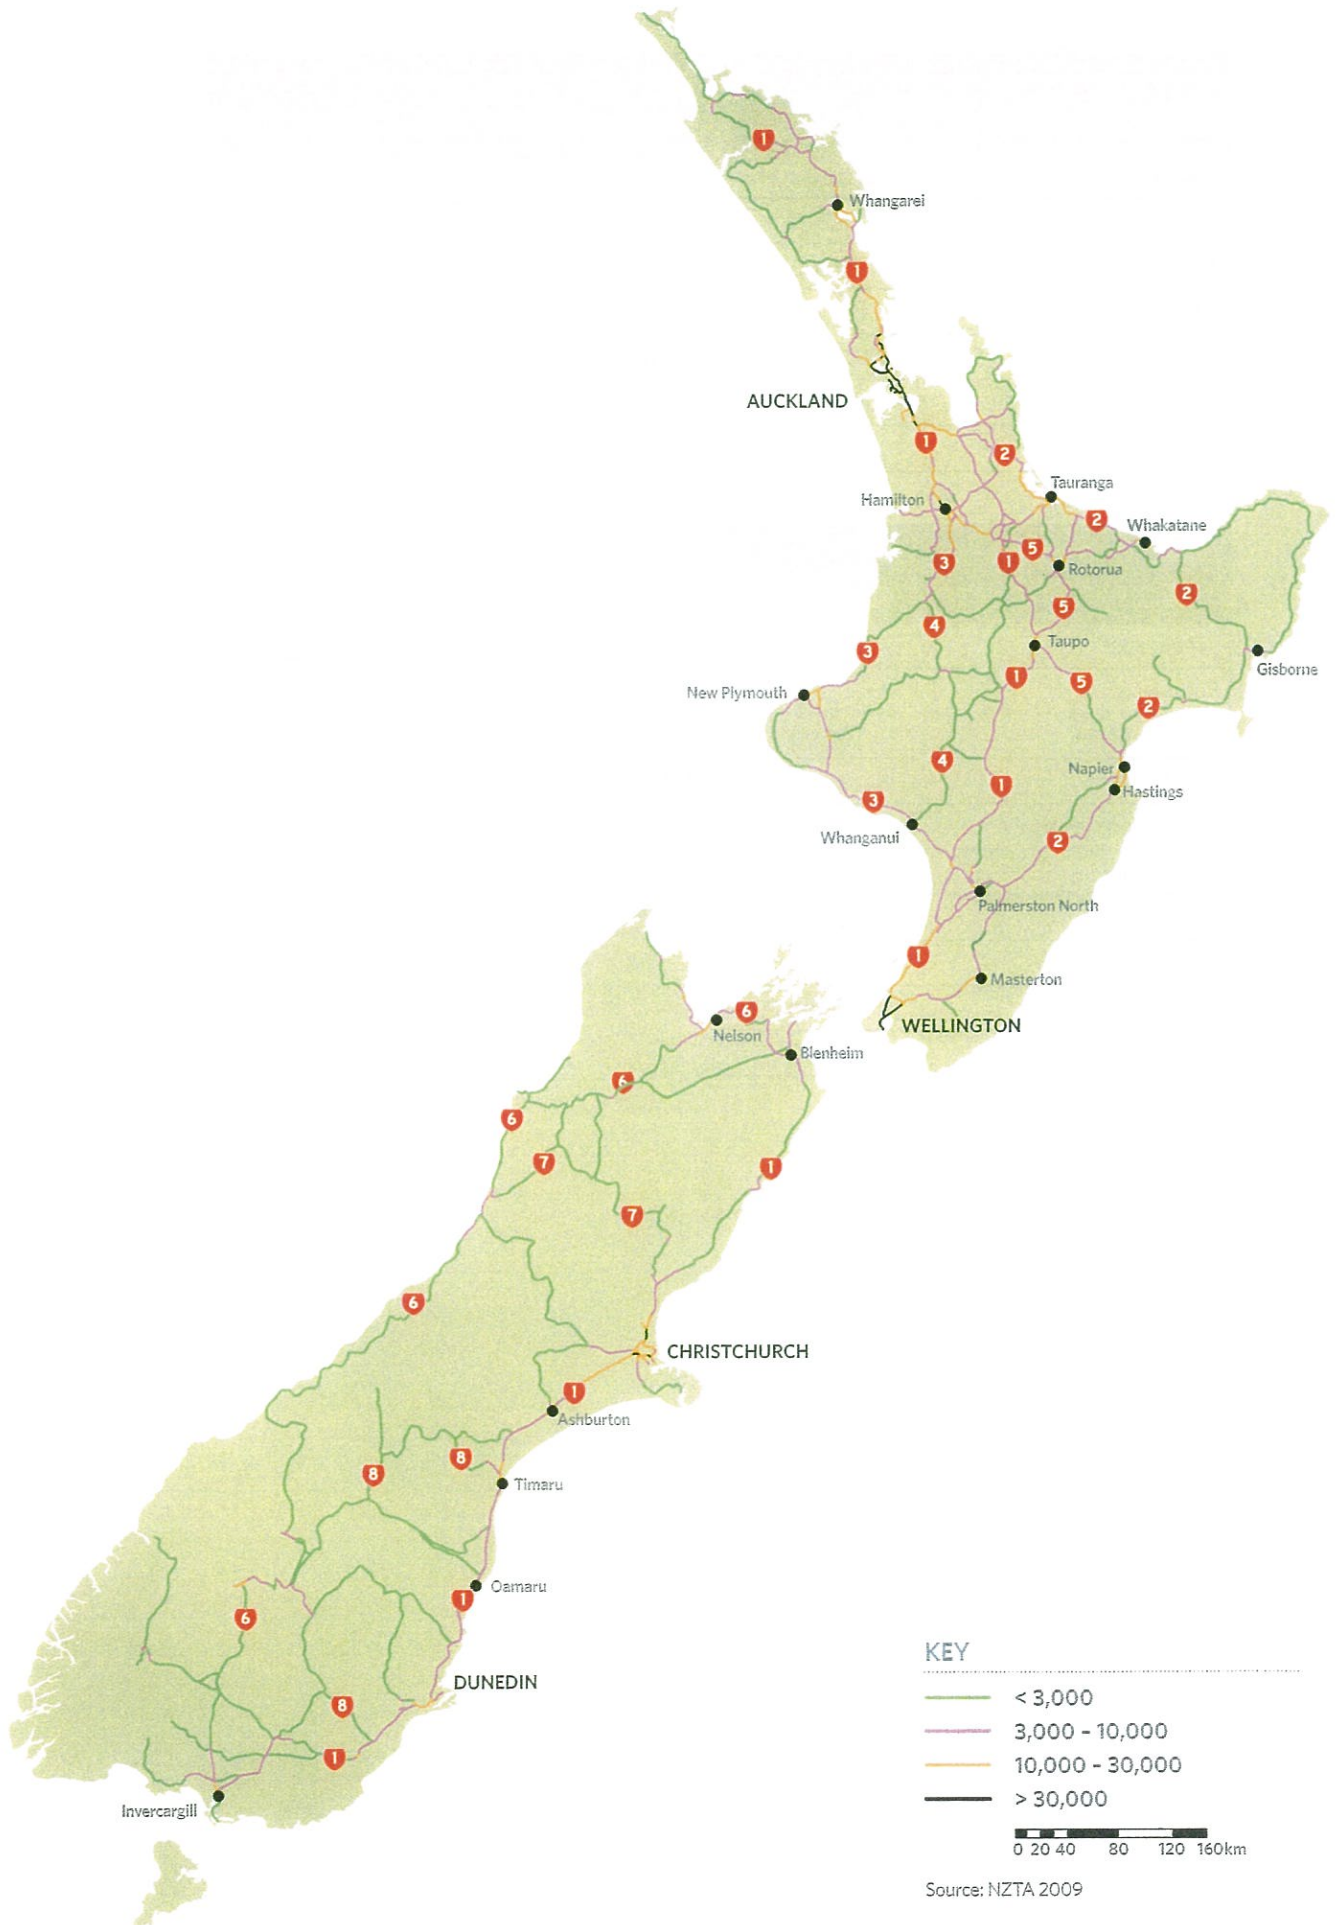 1
Whangarei
1
AUCKLAND
1
2
Tauranga
Hamilton
2
Whakatane
3
1
5
Rotorua
2
5
4
3
Taupo
Gisborne
1
5
New Plymouth
2
4
Napier
1
Hastings
3
Whanganui
2
Palmerston North
1
Masterton
WELLINGTON
6
Nelson
Blenheim
6
6
7
1
7
6
CHRISTCHURCH
1
Ashburton
8
8
Timaru
Oamaru
1
6
DUNEDIN
8
1
Invercargill
KEY
< 3,000
3,000 - 10,000
10,000 - 30,000
> 30,000
0 20 40 80 120 160km
Source: NZTA 2009